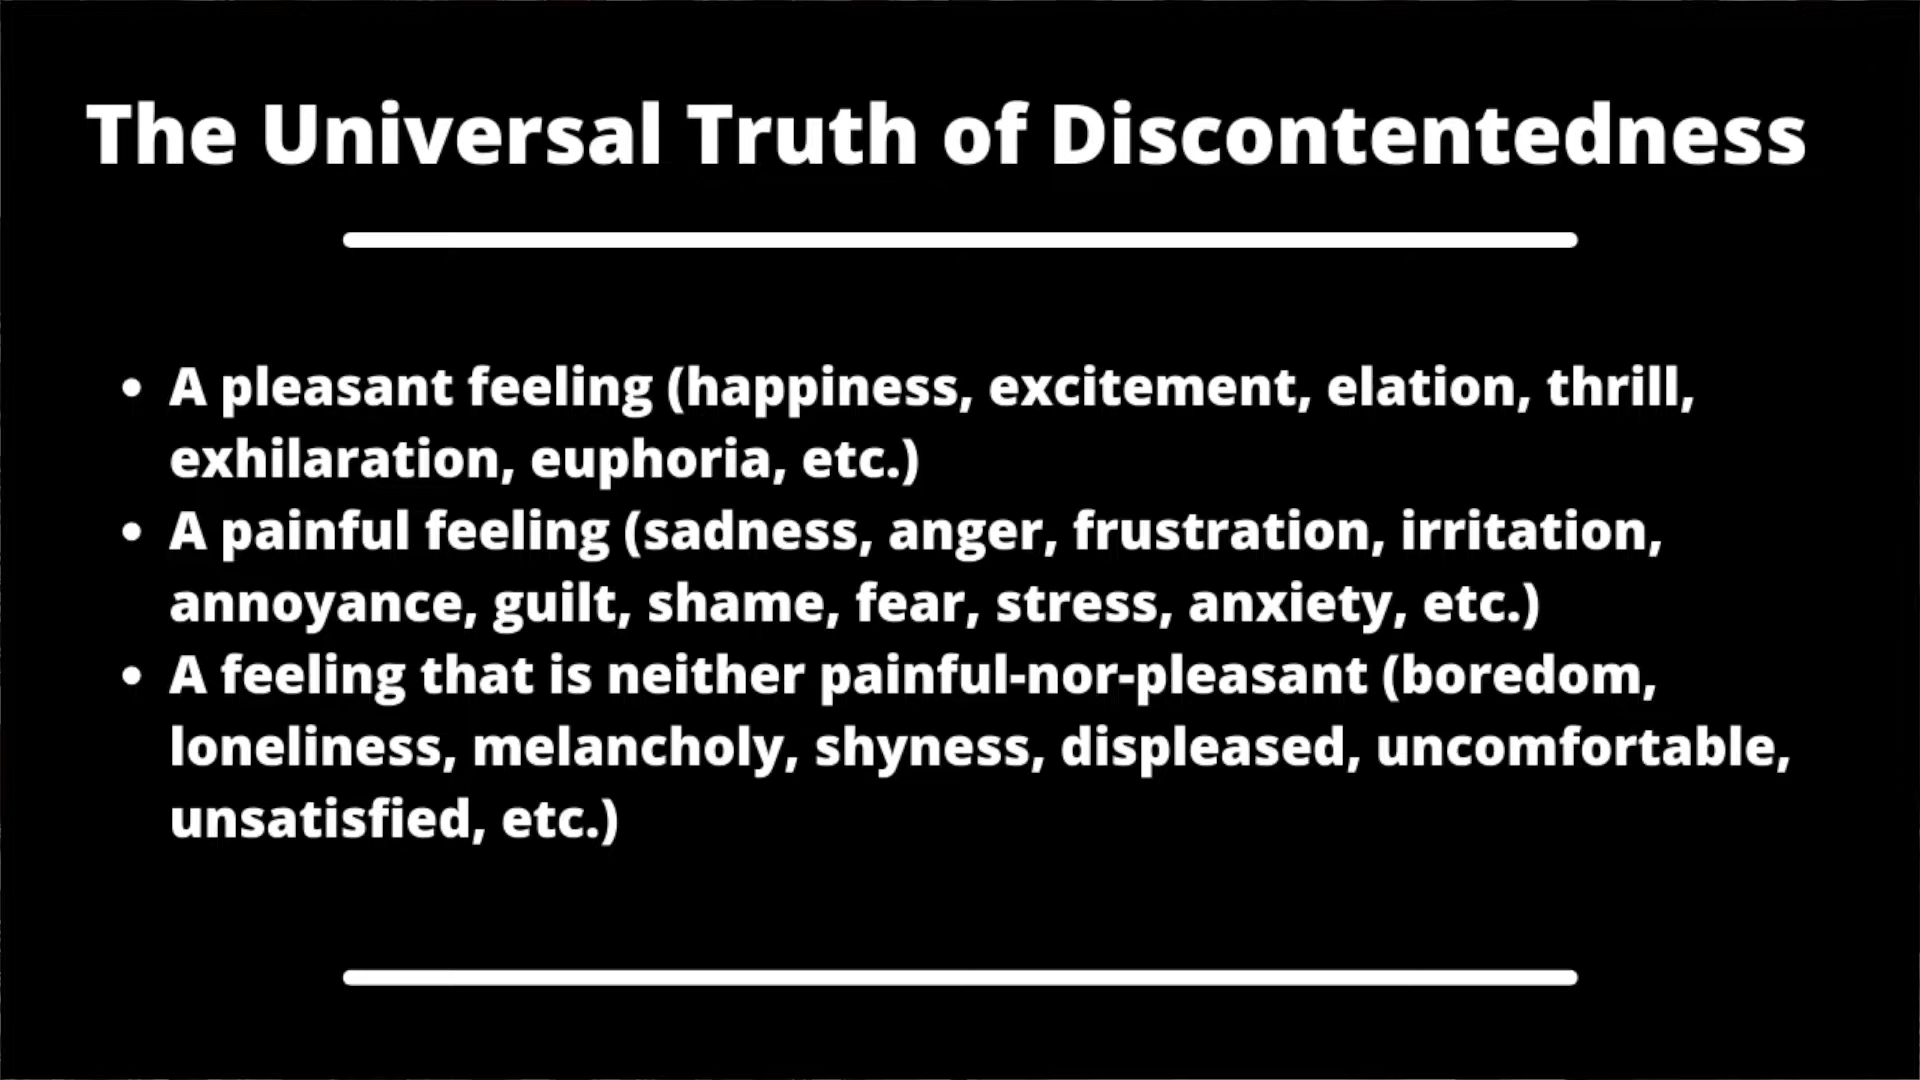 The Universal Truth of Discontentedness
• A pleasant feeling (happiness, excitement, elation, thrill,
exhilaration, euphoria, etc.)
• A painful feeling (sadness, anger, frustration, irritation,
annoyance, guilt, shame, fear, stress, anxiety, etc.)
• A feeling that is neither painful-nor-pleasant (boredom,
loneliness, melancholy, shyness, displeased, uncomfortable,
unsatisfied, etc.)